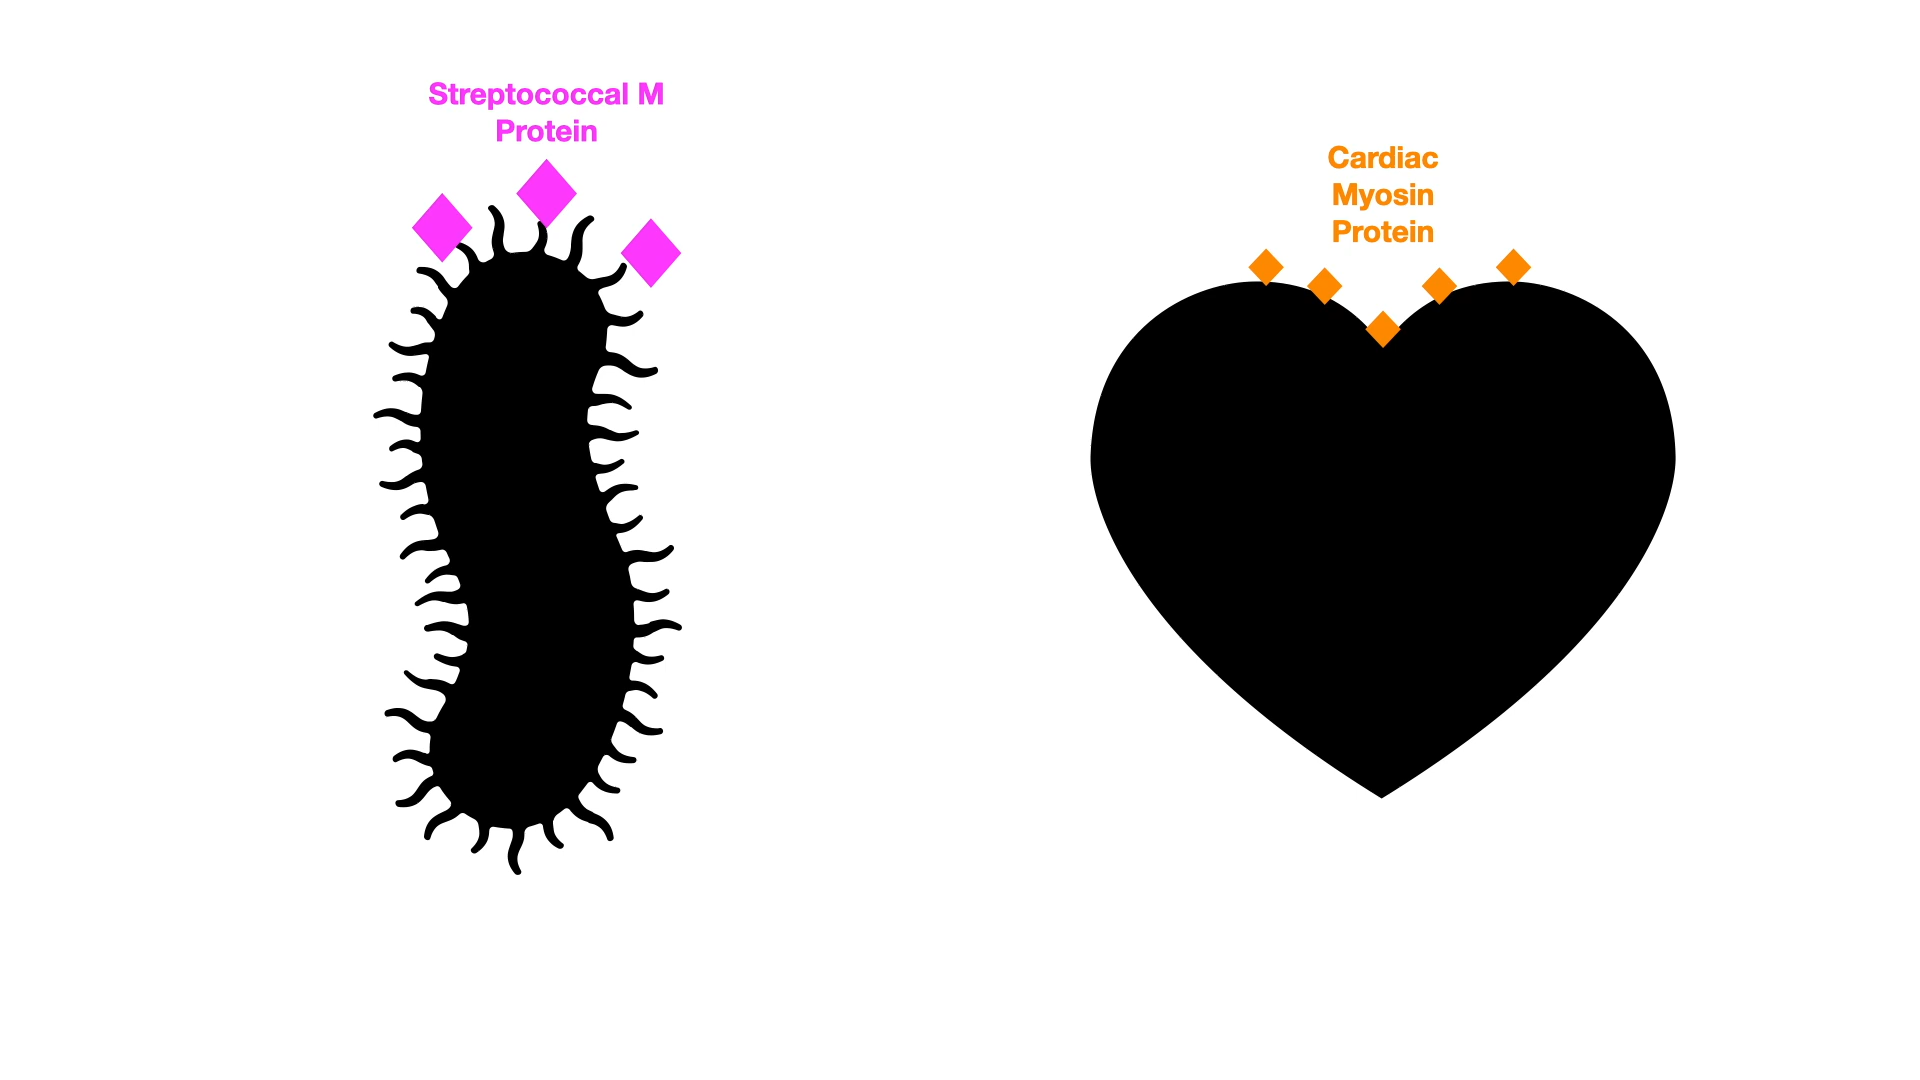 Streptococcal M
Protein
Cardiac
Myosin
Protein